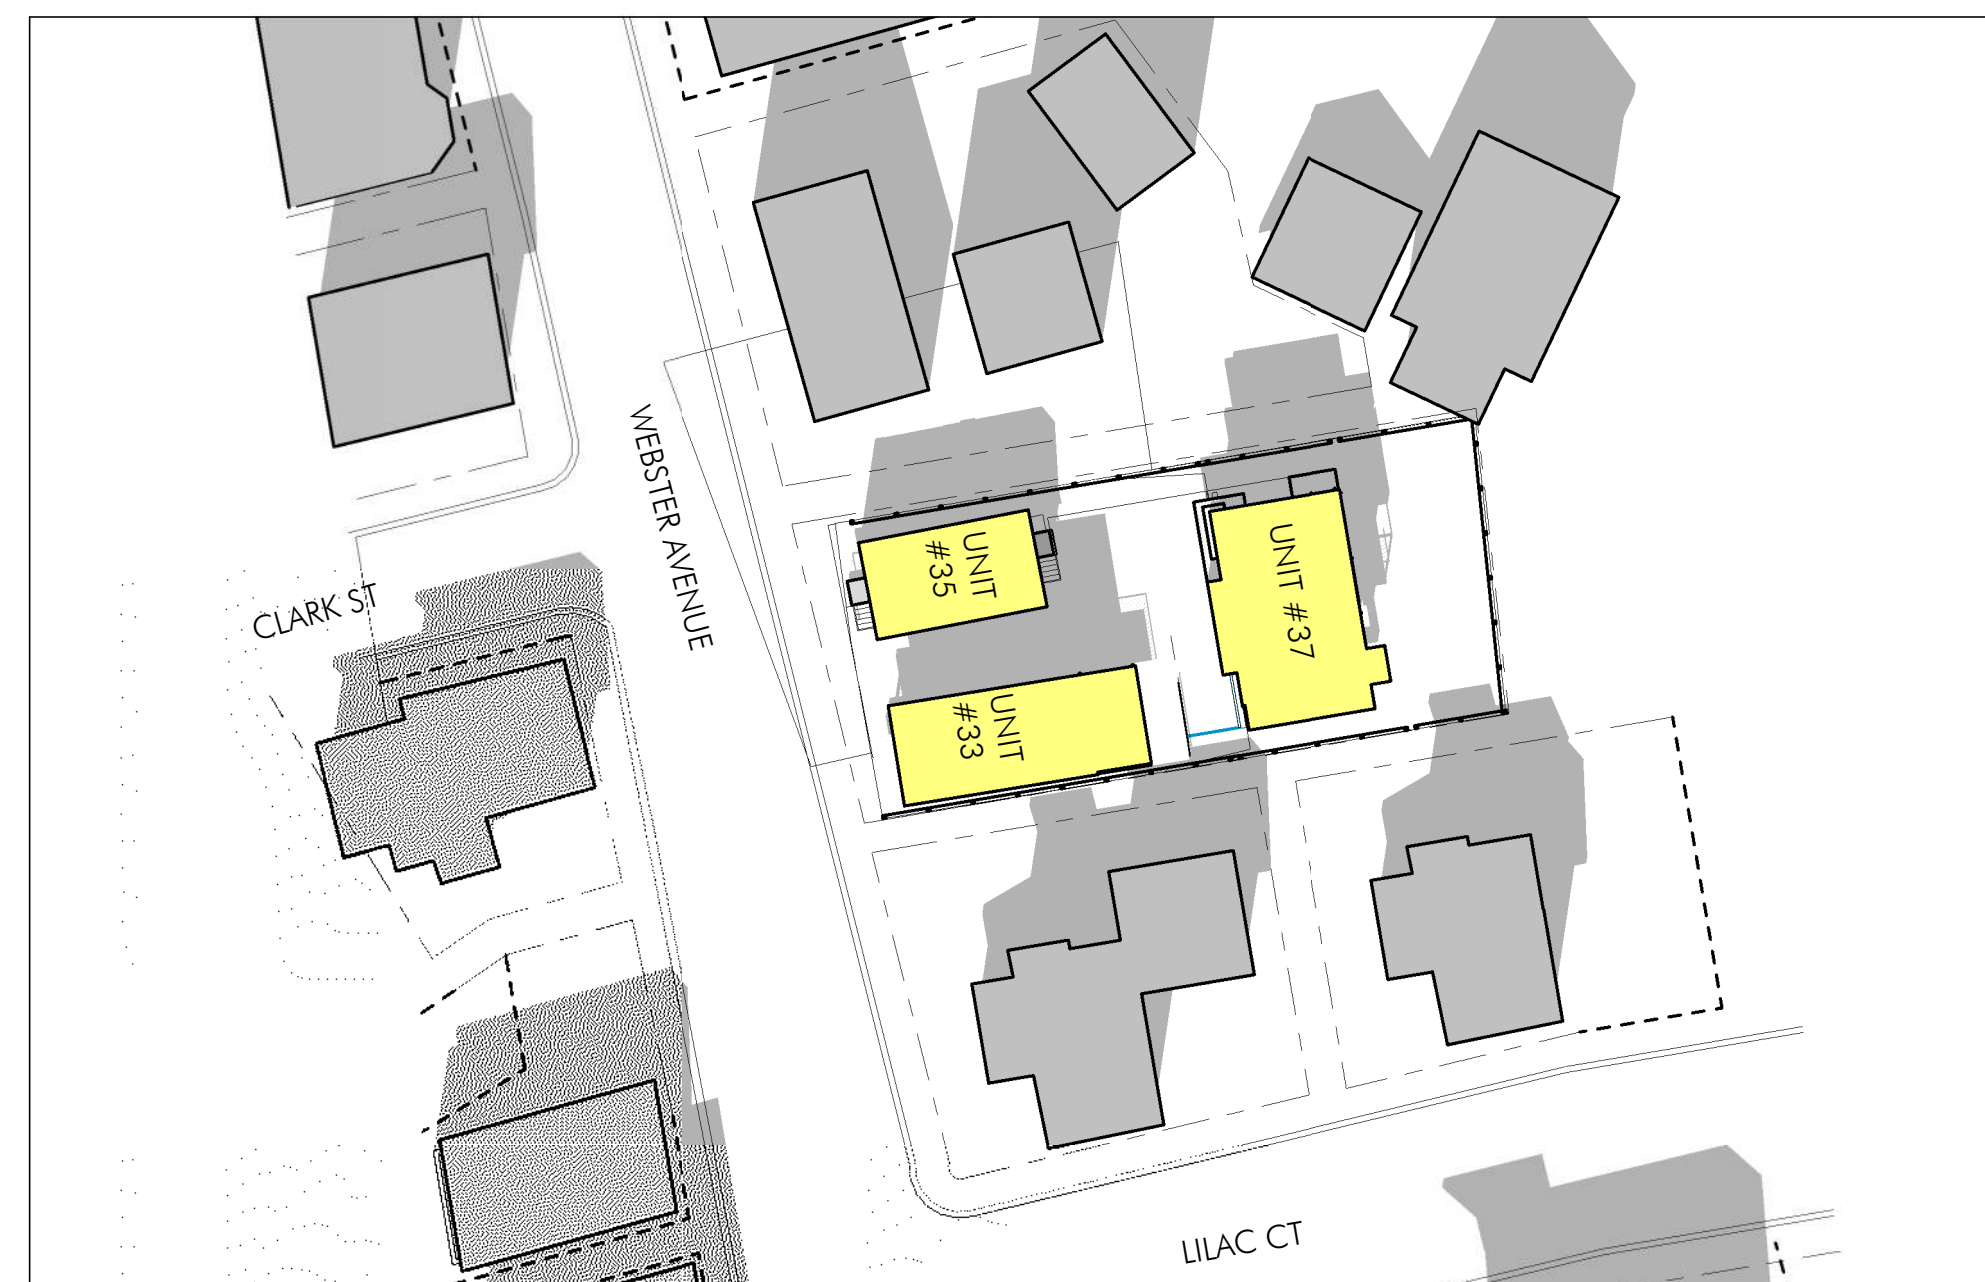 WEBSTER AVENUE
CLARK ST
UNIT
#35
UNIT #37
UNIT
#33
LILAC CT